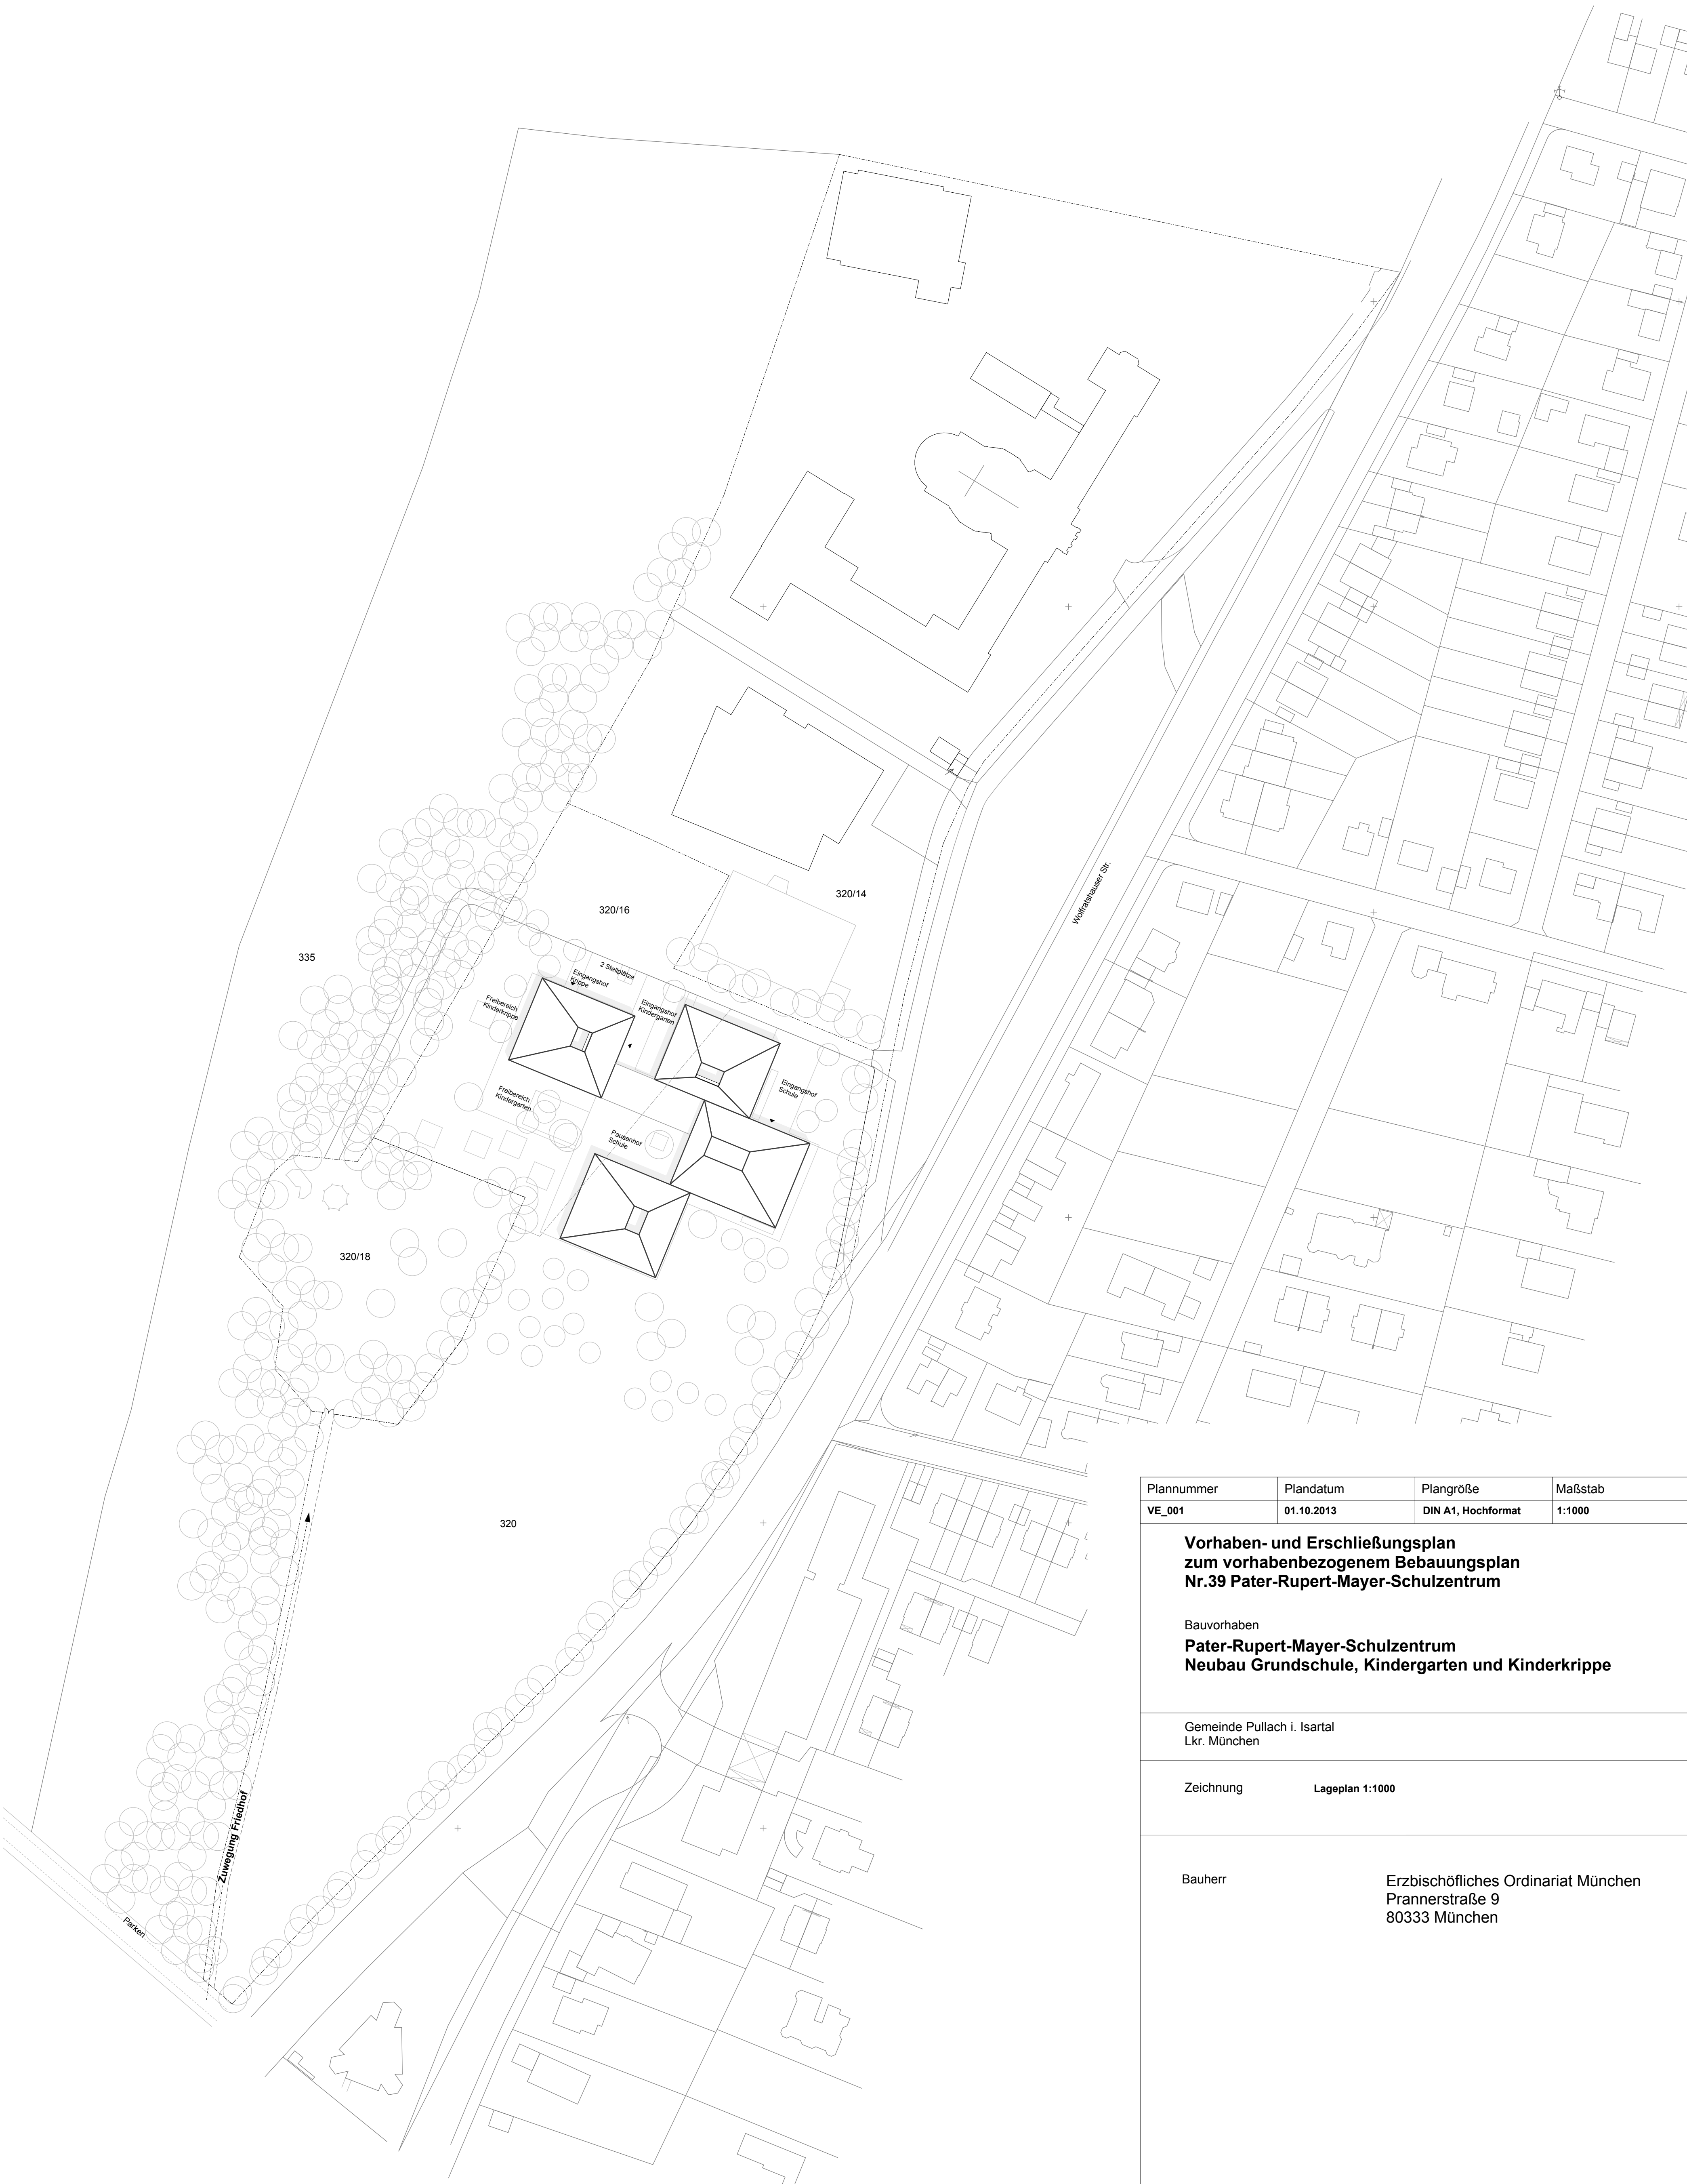 320/14
320/16
335
Wolfratshauser Str.
2 Stellplätze
Eingangshof
Krippe
Freibereich
Kinderkrippe
Eingangshof
Kindergarten
Eingangshof
Schule
Freibereich
Kindergarten
Pausenhof
Schule
320/18
320
Zuwegung Friedhof
Parken
Plannummer Plandatum Plangröße Maßstab
VE_001 01.10.2013 DIN A1, Hochformat 1:1000
Vorhaben- und Erschließungsplan
zum vorhabenbezogenem Bebauungsplan
Nr.39 Pater-Rupert-Mayer-Schulzentrum
Bauvorhaben
Pater-Rupert-Mayer-Schulzentrum
Neubau Grundschule, Kindergarten und Kinderkrippe
Gemeinde Pullach i. Isartal
Lkr. München
Zeichnung Lageplan 1:1000
Bauherr Erzbischöfliches Ordinariat München
Prannerstraße 9
80333 München